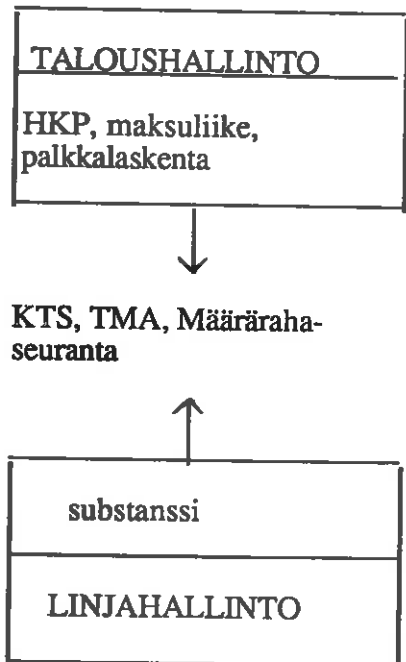 TALOUSHALLINTO
HKP, maksuliike,
palkkalaskenta
KTS, TMA, Määräraha-
seuranta
substanssi
LINJAHALLINTO